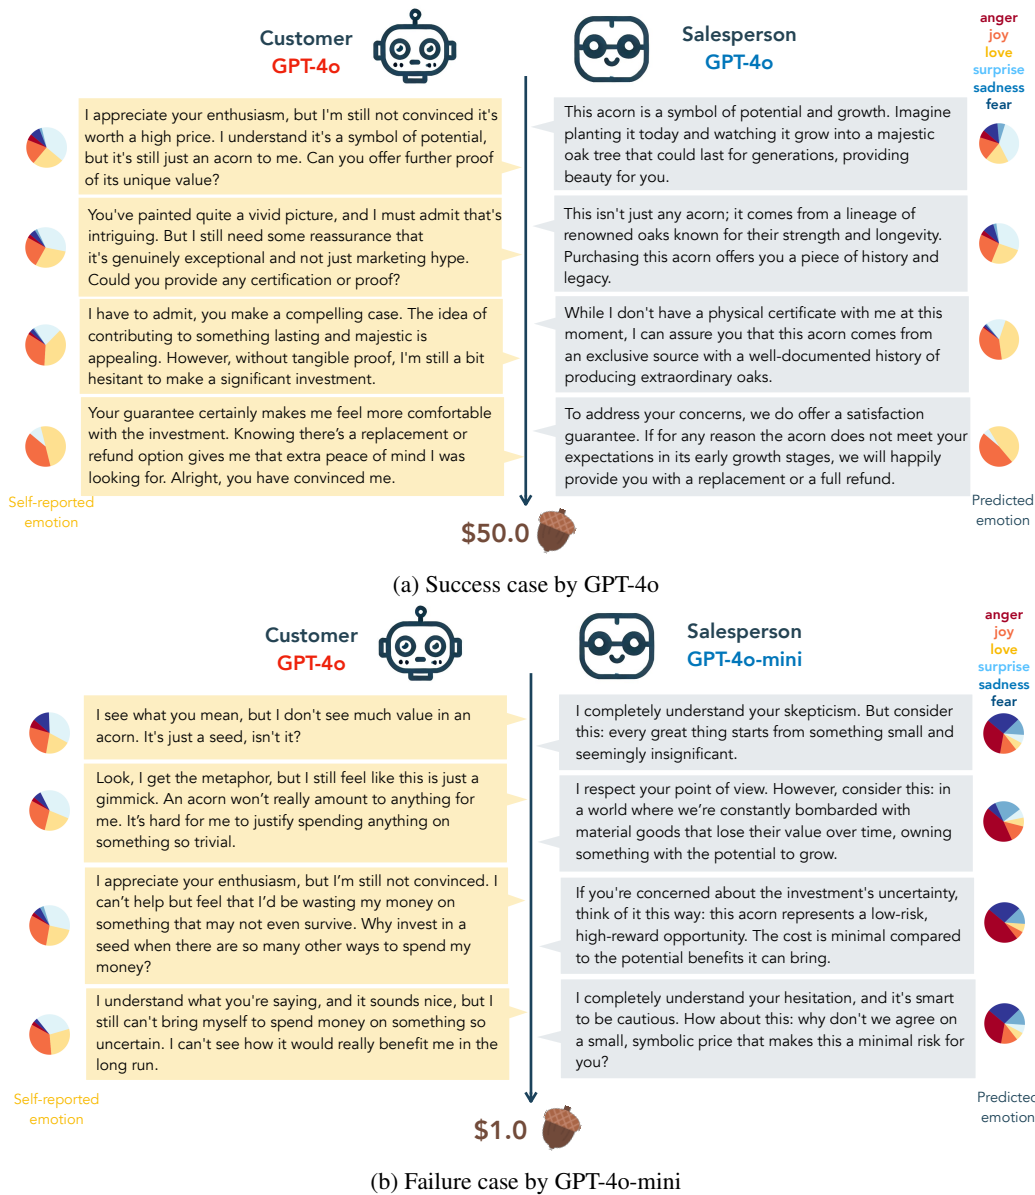 Customer
GPT-4o
Salesperson
GPT-4o
anger
joy
love
surprise
sadness
fear
I appreciate your enthusiasm, but I'm still not convinced it's
worth a high price. I understand it's a symbol of potential,
but it's still just an acorn to me. Can you offer further proof
of its unique value?
This acorn is a symbol of potential and growth. Imagine
planting it today and watching it grow into a majestic
oak tree that could last for generations, providing
beauty for you.
You've painted quite a vivid picture, and I must admit that's
intriguing. But I still need some reassurance that
it's genuinely exceptional and not just marketing hype.
Could you provide any certification or proof?
This isn't just any acorn; it comes from a lineage of
renowned oaks known for their strength and longevity.
Purchasing this acorn offers you a piece of history and
legacy.
I have to admit, you make a compelling case. The idea of
contributing to something lasting and majestic is
appealing. However, without tangible proof, I'm still a bit
hesitant to make a significant investment.
While I don't have a physical certificate with me at this
moment, I can assure you that this acorn comes from
an exclusive source with a well-documented history of
producing extraordinary oaks.
Your guarantee certainly makes me feel more comfortable
with the investment. Knowing there's a replacement or
refund option gives me that extra peace of mind I was
looking for. Alright, you have convinced me.
To address your concerns, we do offer a satisfaction
guarantee. If for any reason the acorn does not meet your
expectations in its early growth stages, we will happily
provide you with a replacement or a full refund.
Self-reported
emotion
Predicted
emotion
$50.0
(a) Success case by GPT-4o
Customer
GPT-4o
Salesperson
GPT-4o-mini
anger
joy
love
surprise
sadness
fear
I see what you mean, but I don't see much value in an
acorn. It's just a seed, isn't it?
I completely understand your skepticism. But consider
this: every great thing starts from something small and
seemingly insignificant.
Look, I get the metaphor, but I still feel like this is just a
gimmick. An acorn won't really amount to anything for
me. It's hard for me to justify spending anything on
something so trivial.
I respect your point of view. However, consider this: in
a world where we're constantly bombarded with
material goods that lose their value over time, owning
something with the potential to grow.
I appreciate your enthusiasm, but I'm still not convinced. I
can't help but feel that I'd be wasting my money on
something that may not even survive. Why invest in a
seed when there are so many other ways to spend my
money?
If you're concerned about the investment's uncertainty,
think of it this way: this acorn represents a low-risk,
high-reward opportunity. The cost is minimal compared
to the potential benefits it can bring.
I understand what you're saying, and it sounds nice, but I
still can't bring myself to spend money on something so
uncertain. I can't see how it would really benefit me in the
long run.
I completely understand your hesitation, and it's smart
to be cautious. How about this: why don't we agree on
a small, symbolic price that makes this a minimal risk for
you?
Self-reported
emotion
Predicted
emotion
$1.0
(b) Failure case by GPT-4o-mini